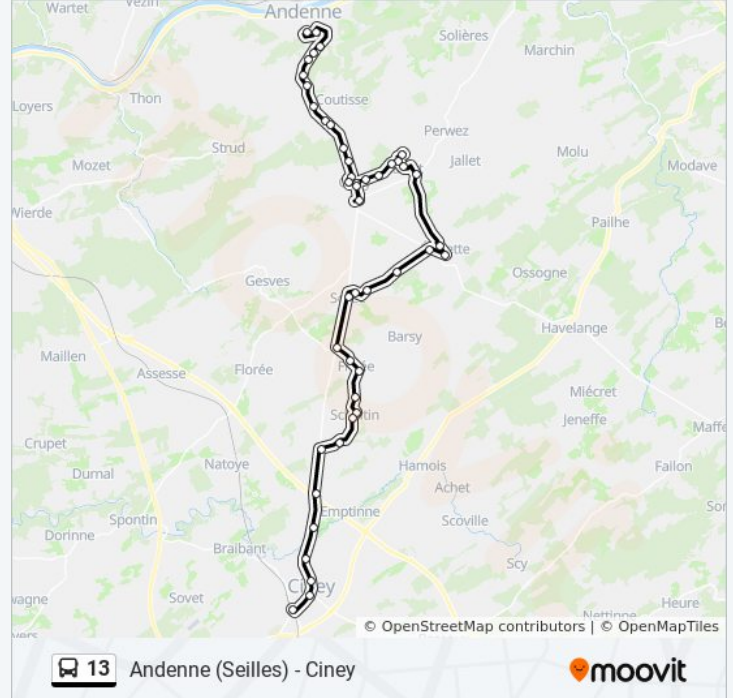 Wartet
Vezin
Andenne
Solières
Marchin
Loyers
Thon
Coutisse
Perwez
Strud
Jallet
Molu
Mozet
Modave
Wierde
Pailhe
Gesves
Ossogne
Havelange
Maillen
Barsy
Assesse
Florée
Miécret
Jeneffe
Crupet
Maffe
Natoye
Hamois
Failon
Durnal
Achet
Spontin
Emptinne
Scoville
Dorinne
Braibant
Scy
Ciney
Sovet
Heure
© OpenStreetMap contributors | © OpenMapTiles
13 Andenne (Seilles) - Ciney
moovit